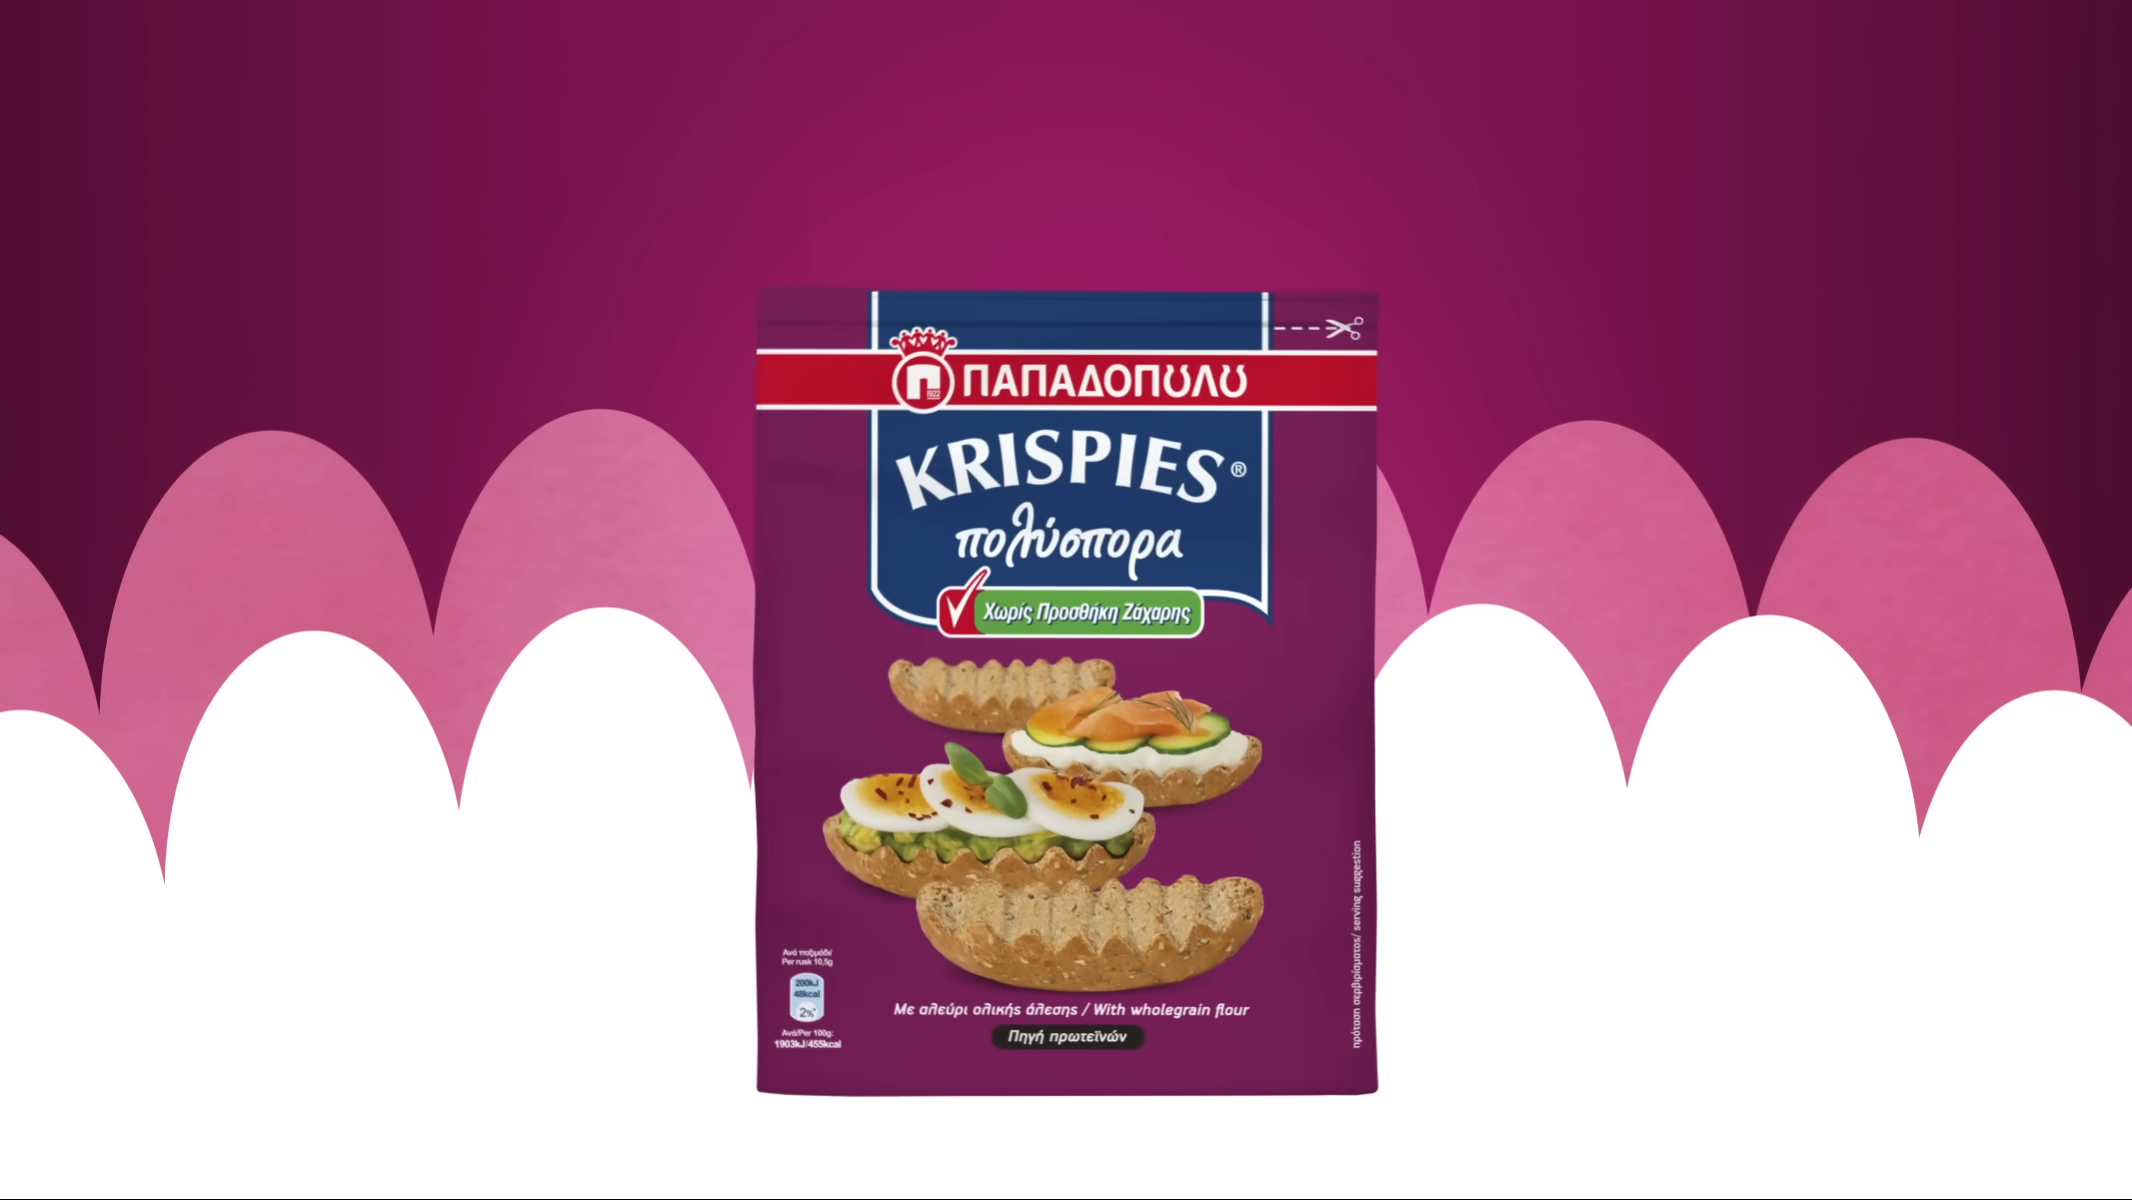 ΠΑΠΑΔΟΠΟΥΛΟΥ
1922
KRISPIES®
πολύσπορα
Χωρίς Προσθήκη Ζάχαρης
Ανά παξιμάδι/
Per rusk 10,5g
200kJ
48kcal
2%*
Ανά/Per 100g:
1903kJ/455kcal
Με αλεύρι ολικής άλεσης / With wholegrain flour
Πηγή πρωτεϊνών
πρόταση σερβιρίσματος/ serving suggestion